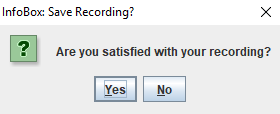 InfoBox: Save Recording?
?
Are you satisfied with your recording?
Yes No